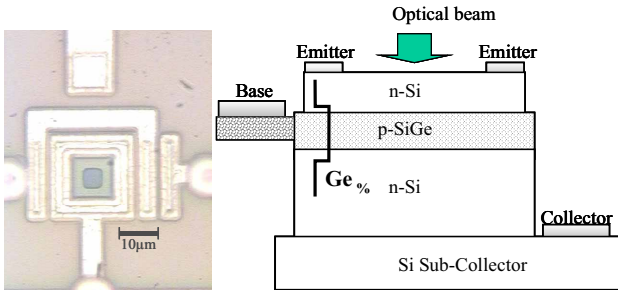 10μm
Optical beam
Emitter
Emitter
n-Si
Base
p-SiGe
Ge %
n-Si
Collector
Si Sub-Collector